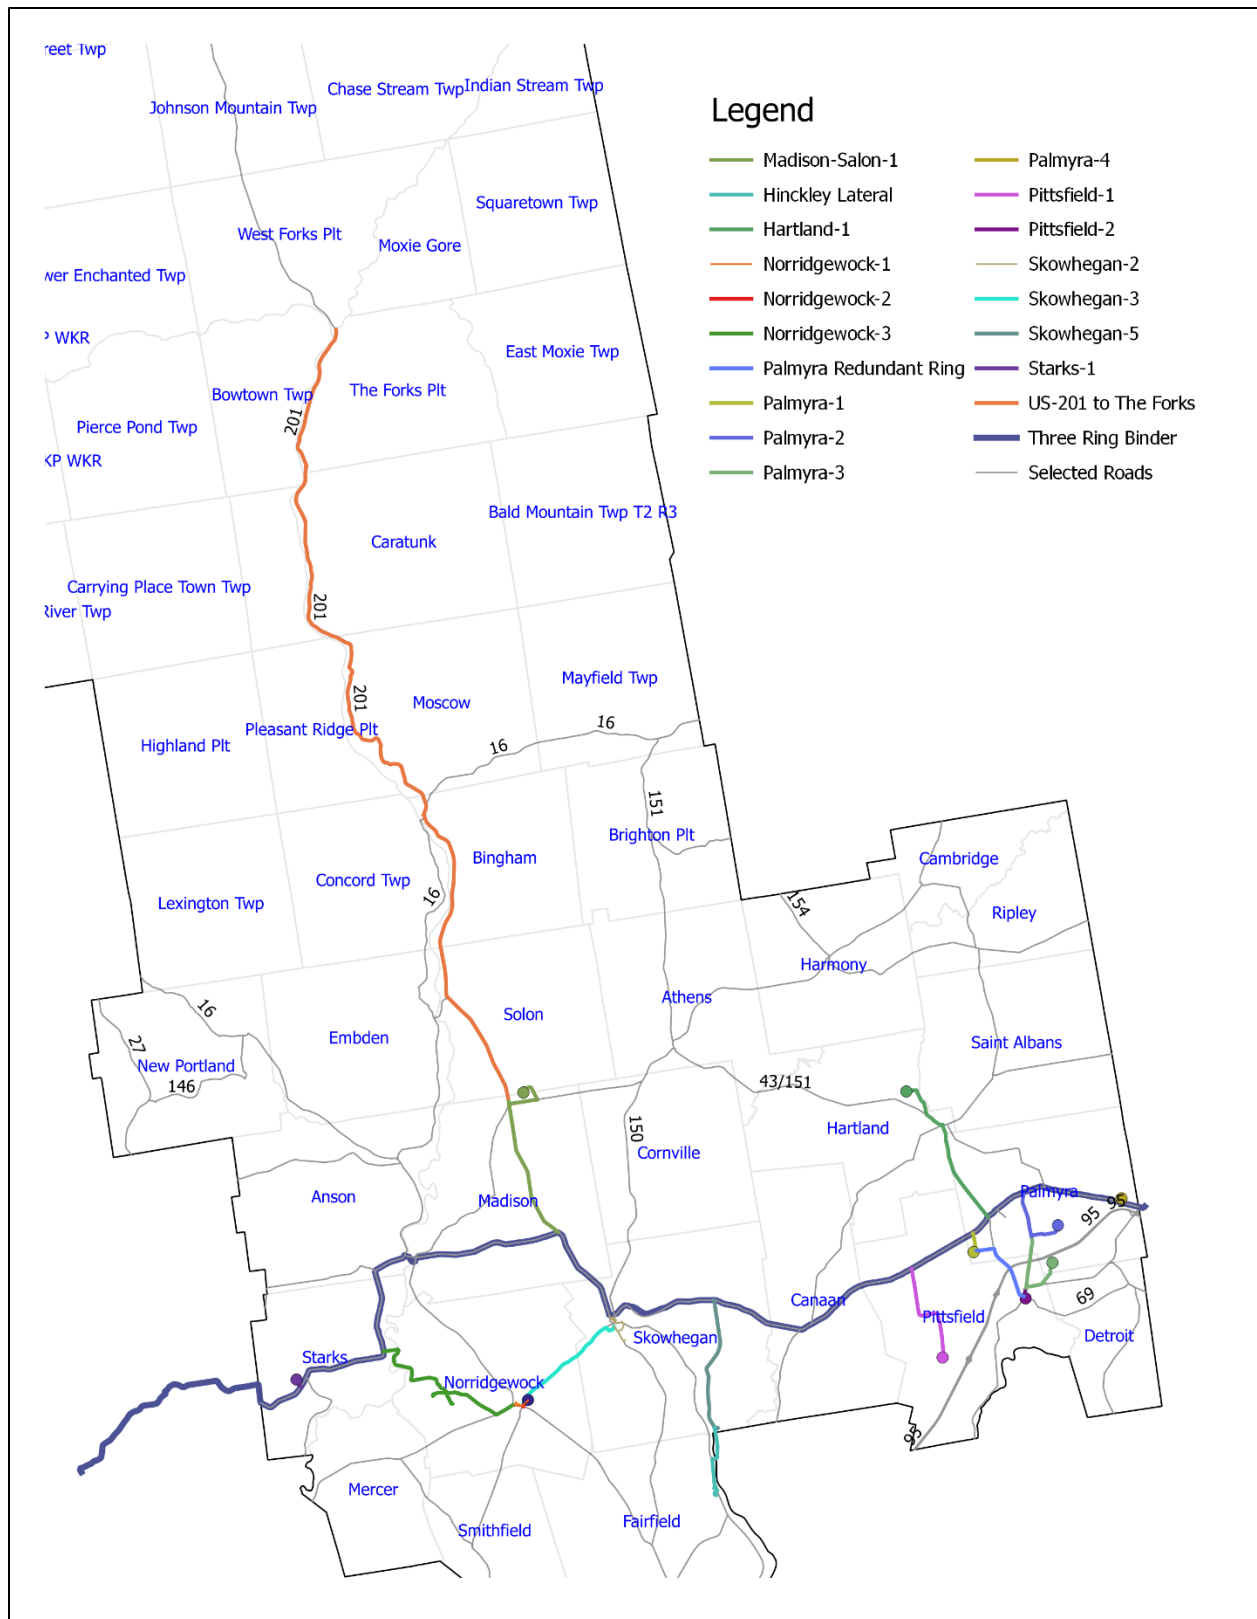 Legend
Madison-Salon-1
Hinckley Lateral
Hartland-1
Norridgewock-1
Norridgewock-2
Norridgewock-3
Palmyra Redundant Ring
Palmyra-1
Palmyra-2
Palmyra-3
Palmyra-4
Pittsfield-1
Pittsfield-2
Skowhegan-2
Skowhegan-3
Skowhegan-5
Starks-1
US-201 to The Forks
Three Ring Binder
Selected Roads
reet Twp
Johnson Mountain Twp
Chase Stream Twp
Indian Stream Twp
Squaretown Twp
West Forks Plt
Moxie Gore
wer Enchanted Twp
P WKR
East Moxie Twp
The Forks Plt
Bowtown Twp
201
Pierce Pond Twp
KP WKR
Bald Mountain Twp T2 R3
Caratunk
Carrying Place Town Twp
River Twp
201
Mayfield Twp
201
Moscow
Pleasant Ridge Plt
Highland Plt
16
16
151
Brighton Plt
Bingham
Cambridge
Concord Twp
16
Lexington Twp
154
Ripley
Harmony
Athens
Solon
16
Embden
27
New Portland
146
Saint Albans
43/151
150
Hartland
Cornville
Anson
Madison
Palmyra
95
95
Canaan
Pittsfield
69
Detroit
Skowhegan
Starks
Norridgewock
95
Mercer
Smithfield
Fairfield